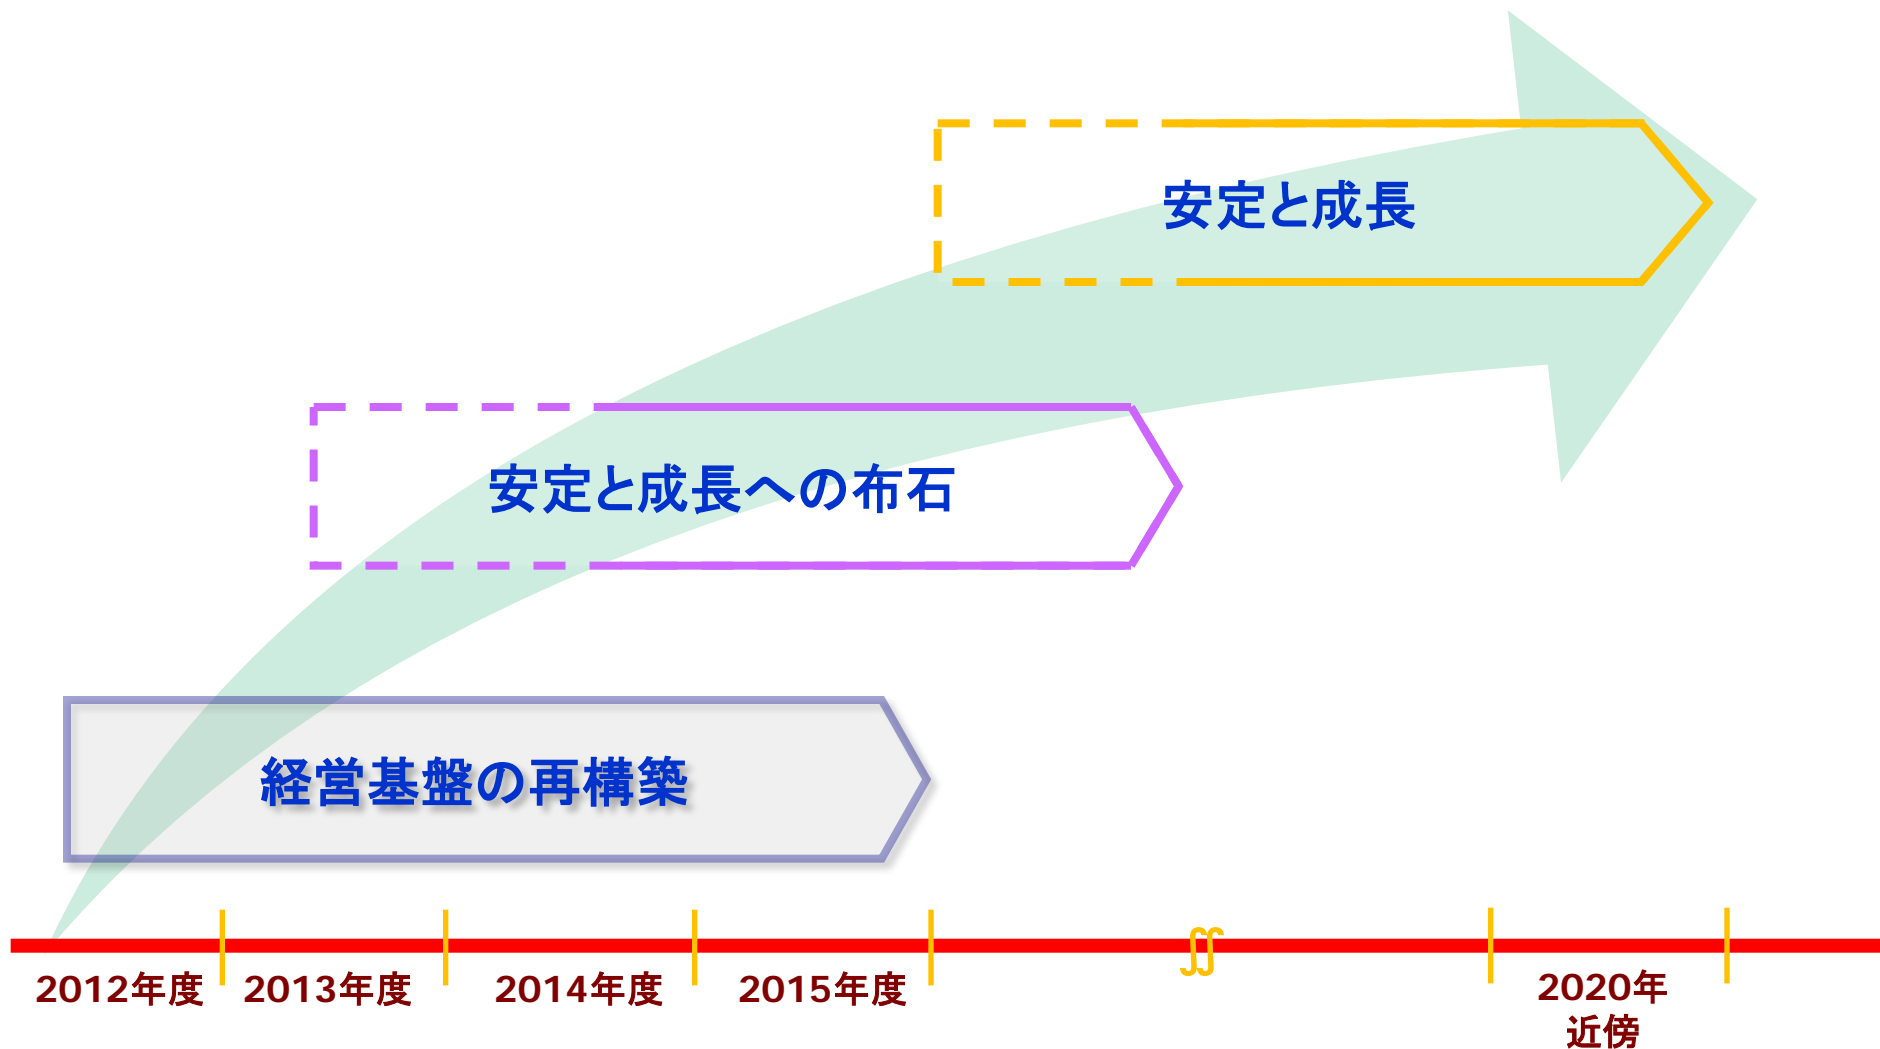 安定と成長
安定と成長への布石
経営基盤の再構築
2012年度
2013年度
2014年度
2015年度
∬
2020年
近傍